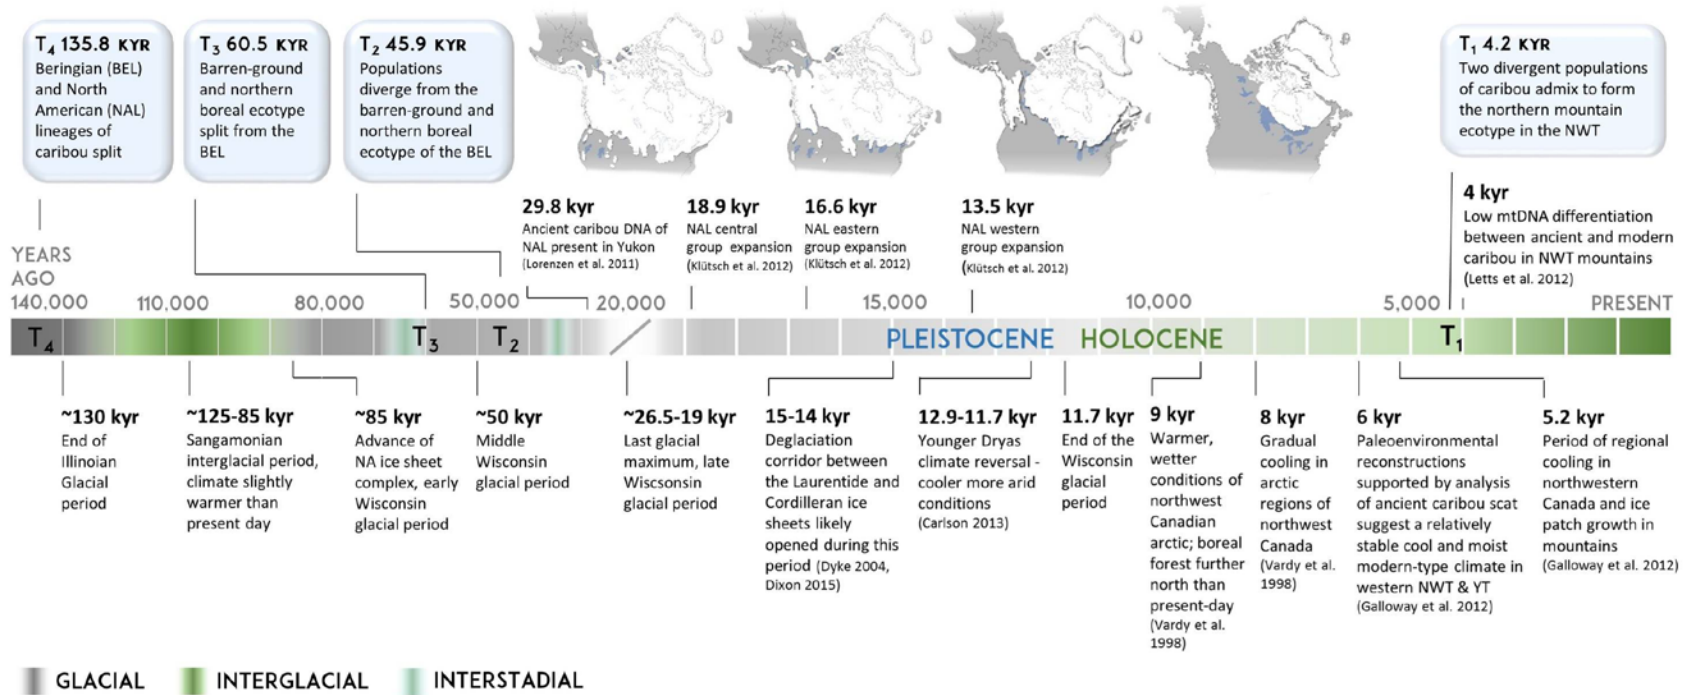 T4 135.8 KYR
Beringian (BEL)
and North
American (NAL)
lineages of
caribou split
T3 60.5 KYR
Barren-ground
and northern
boreal ecotype
split from the
BEL
T2 45.9 KYR
Populations
diverge from the
barren-ground and
northern boreal
ecotype of the BEL
T1 4.2 KYR
Two divergent populations
of caribou admix to form
the northern mountain
ecotype in the NWT
29.8 kyr
Ancient caribou DNA of
NAL present in Yukon
(Lorenzen et al. 2011)
18.9 kyr
NAL central
group expansion
(Klütsch et al. 2012)
16.6 kyr
NAL eastern
group expansion
(Klütsch et al. 2012)
13.5 kyr
NAL western
group expansion
(Klütsch et al. 2012)
4 kyr
Low mtDNA differentiation
between ancient and modern
caribou in NWT mountains
(Letts et al. 2012)
YEARS
AGO
140,000 110,000 80,000 50,000 20,000 15,000 10,000 5,000 PRESENT
T4 T3 T2 PLEISTOCENE HOLOCENE T1
~130 kyr
End of
Illinoian
Glacial
period
~125-85 kyr
Sangamonian
interglacial period,
climate slightly
warmer than
present day
~85 kyr
Advance of
NA ice sheet
complex, early
Wisconsin
glacial period
~50 kyr
Middle
Wisconsin
glacial period
~26.5-19 kyr
Last glacial
maximum, late
Wiscsonsin
glacial period
15-14 kyr
Deglaciation
corridor between
the Laurentide and
Cordilleran ice
sheets likely
opened during this
period (Dyke 2004,
Dixon 2015)
12.9-11.7 kyr
Younger Dryas
climate reversal -
cooler more arid
conditions
(Carlson 2013)
11.7 kyr
End of the
Wisconsin
glacial
period
9 kyr
Warmer,
wetter
conditions of
northwest
Canadian
arctic; boreal
forest further
north than
present-day
(Vardy et al.
1998)
8 kyr
Gradual
cooling in
arctic
regions of
northwest
Canada
(Vardy et al.
1998)
6 kyr
Paleoenvironmental
reconstructions
supported by analysis
of ancient caribou scat
suggest a relatively
stable cool and moist
modern-type climate in
western NWT & YT
(Galloway et al. 2012)
5.2 kyr
Period of regional
cooling in
northwestern
Canada and ice
patch growth in
mountains
(Galloway et al. 2012)
GLACIAL INTERGLACIAL INTERSTADIAL